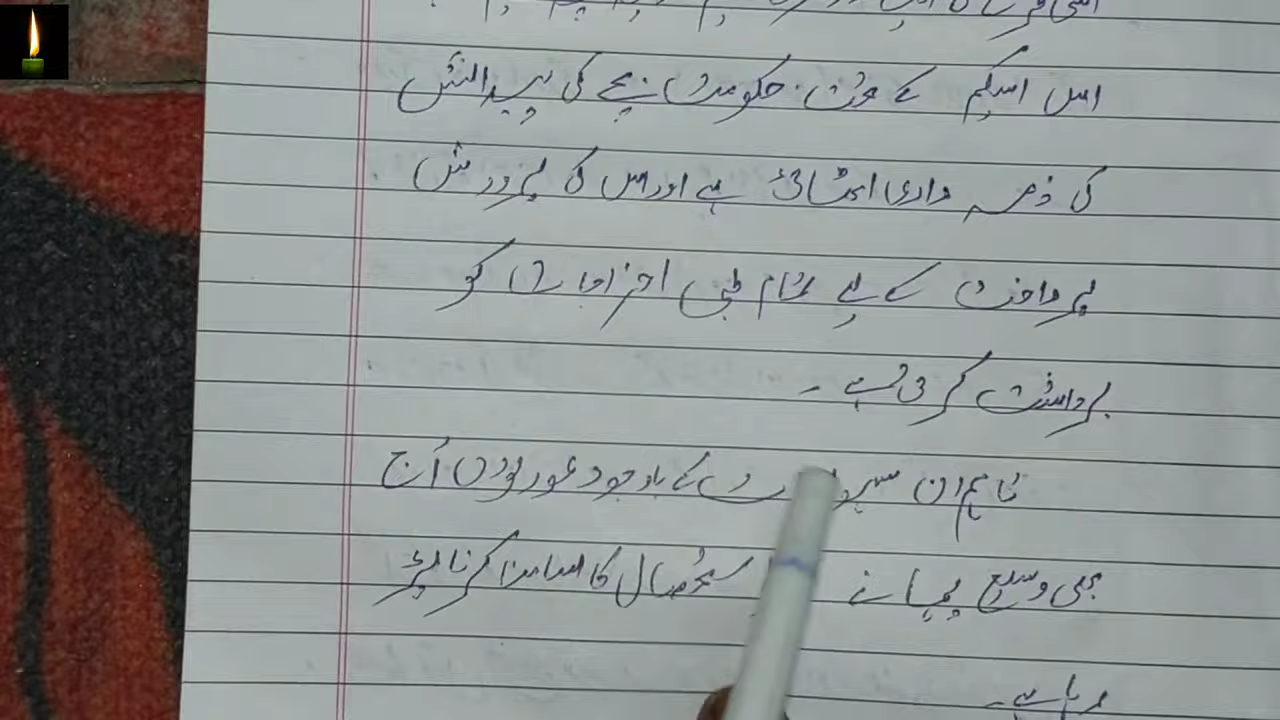 اس اسکیم کے تحت حکومت بچے کی پیدائش
کی ذمہ داری اٹھاتی ہے اور اس کی پرورش
پرداخت کے لیے تمام طبی اخراجات کو
برداشت کرتی ہے ۔
تاہم ان کے باوجود عورتوں آج
بھی وسیع پیمانے استحصال کا سامنا کرنا پڑ
رہا ہے ۔